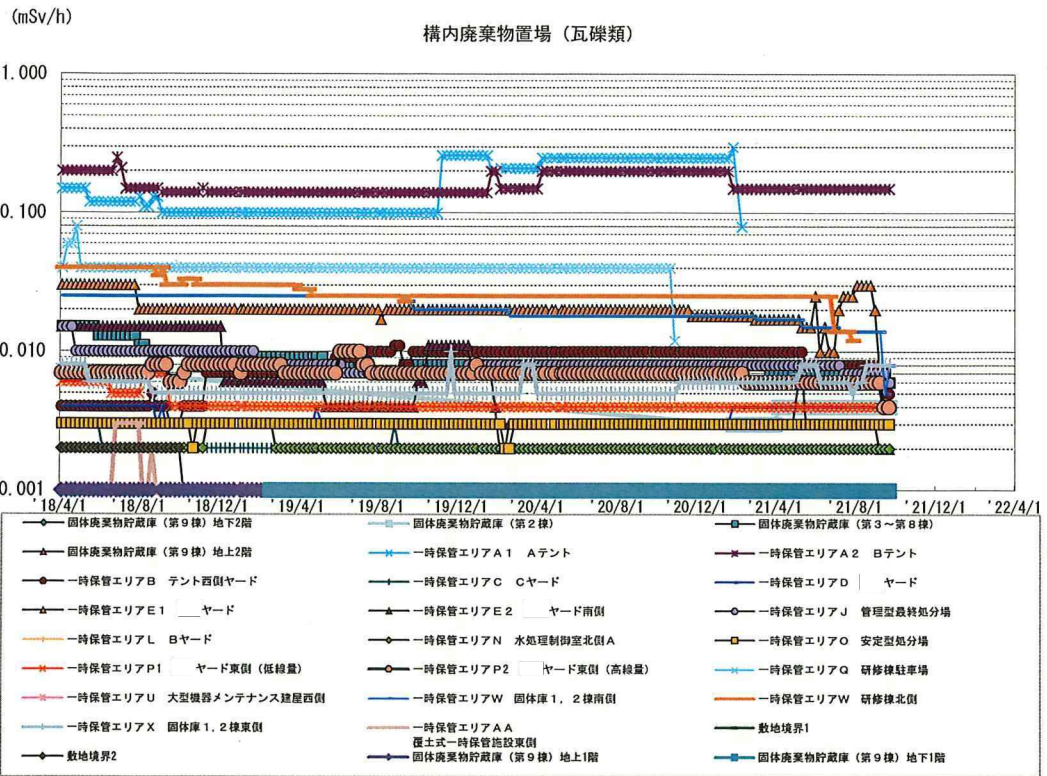 (mSv/h)
構内廃棄物置場（瓦礫類）
1.000
0.100
0.010
0.001
'18/4/1 '18/8/1 '18/12/1 '19/4/1 '19/8/1 '19/12/1 '20/4/1 '20/8/1 '20/12/1 '21/4/1 '21/8/1 '21/12/1 '22/4/1
固体廃棄物貯蔵庫（第９棟）地下2階 固体廃棄物貯蔵庫（第２棟） 固体廃棄物貯蔵庫（第３～第８棟）
固体廃棄物貯蔵庫（第９棟）地上2階 一時保管エリアＡ１ Ａテント 一時保管エリアＡ２ Ｂテント
一時保管エリアＢ テント西側ヤード 一時保管エリアＣ Ｃヤード 一時保管エリアＤ ヤード
一時保管エリアＥ１ ヤード 一時保管エリアＥ２ ヤード南側 一時保管エリアＪ 管理型最終処分場
一時保管エリアＬ Ｂヤード 一時保管エリアＮ 水処理制御室北側Ａ 一時保管エリアＯ 安定型処分場
一時保管エリアＰ1 ヤード東側（低線量） 一時保管エリアＰ２ ヤード東側（高線量） 一時保管エリアＱ 研修棟駐車場
一時保管エリアＵ 大型機器メンテナンス建屋西側 一時保管エリアＷ 固体庫１，２棟南側 一時保管エリアＷ 研修棟北側
一時保管エリアＸ 固体庫１，２棟東側 一時保管エリアＡＡ 敷地境界1
覆土式一時保管施設東側
敷地境界2 固体廃棄物貯蔵庫（第９棟）地上1階 固体廃棄物貯蔵庫（第９棟）地下1階